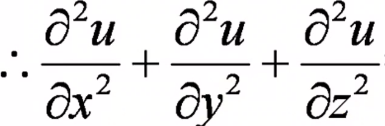 ∴ ∂²u/∂x² + ∂²u/∂y² + ∂²u/∂z²